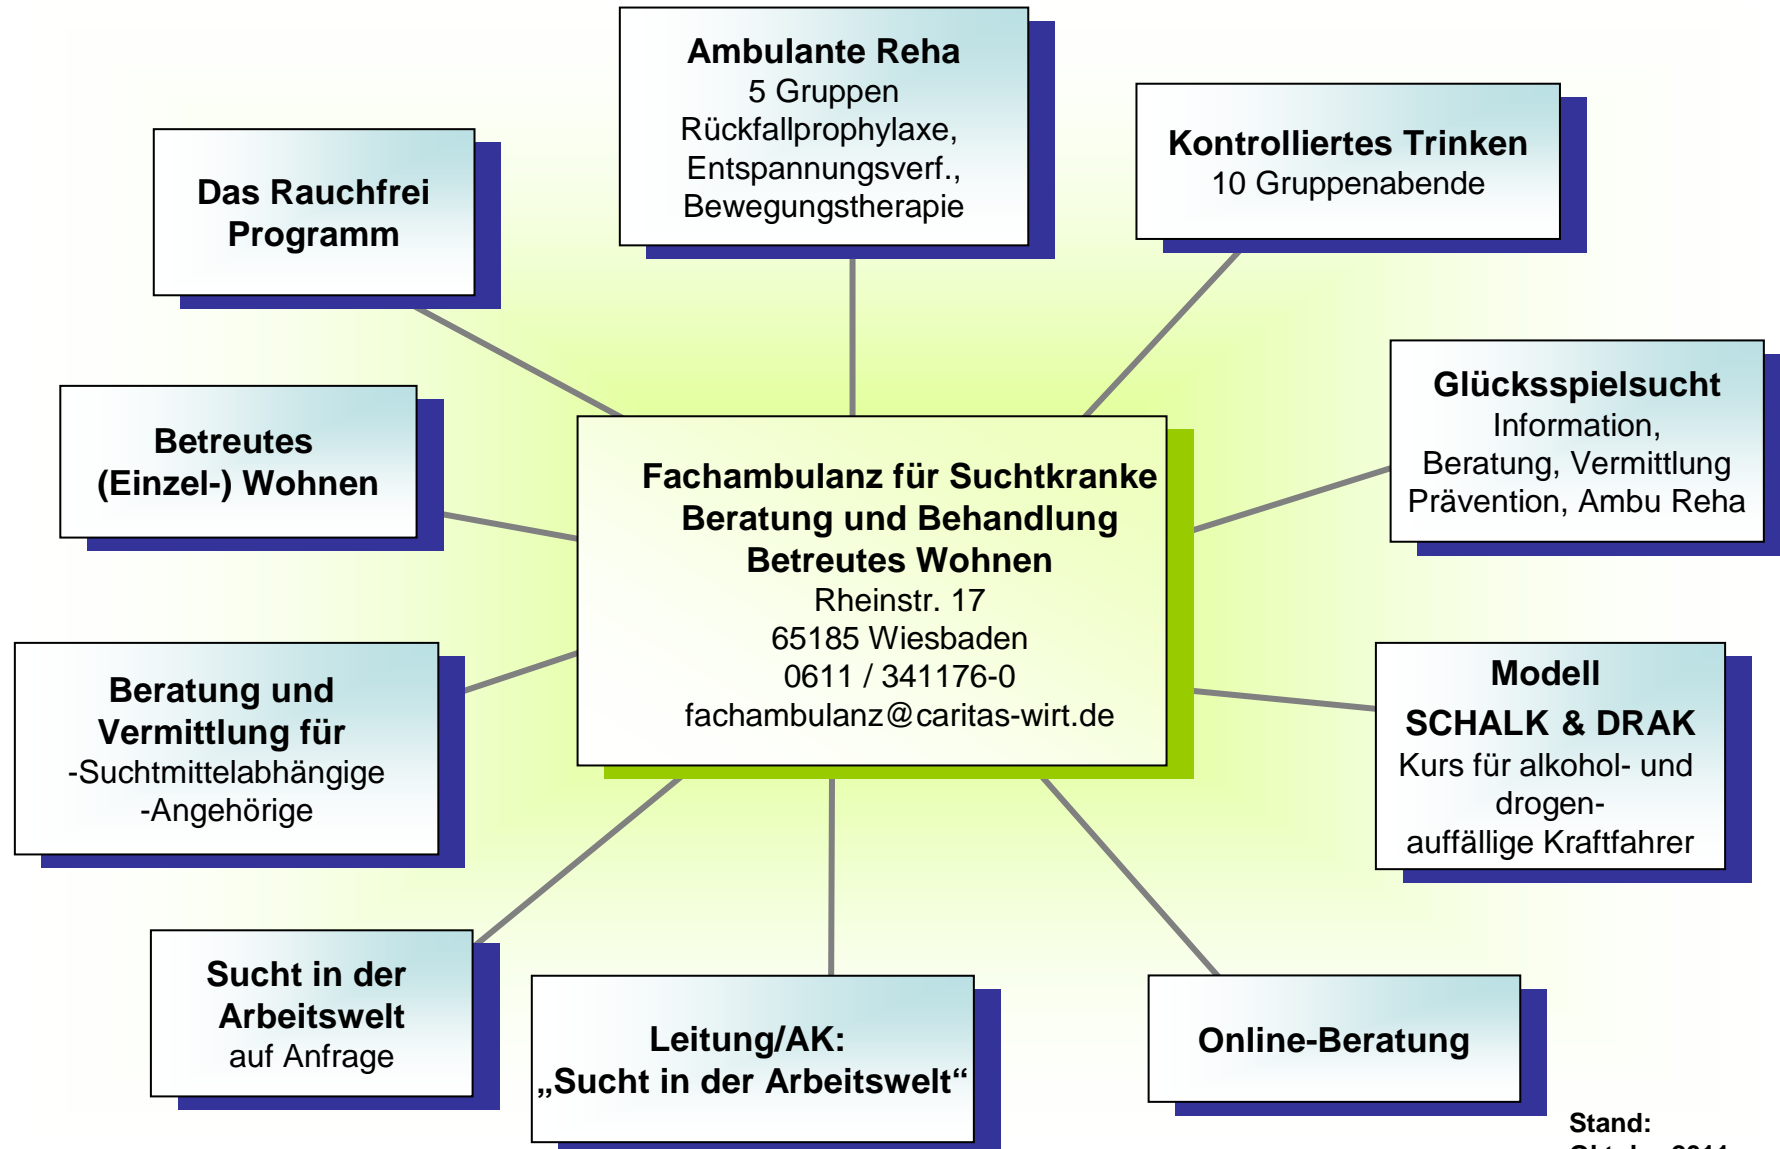 Ambulante Reha
5 Gruppen
Rückfallprophylaxe,
Entspannungsverf.,
Bewegungstherapie
Kontrolliertes Trinken
10 Gruppenabende
Das Rauchfrei
Programm
Glücksspielsucht
Information,
Beratung, Vermittlung
Prävention, Ambu Reha
Betreutes
(Einzel-) Wohnen
Fachambulanz für Suchtkranke
Beratung und Behandlung
Betreutes Wohnen
Rheinstr. 17
65185 Wiesbaden
0611 / 341176-0
fachambulanz@caritas-wirt.de
Beratung und
Vermittlung für
-Suchtmittelabhängige
-Angehörige
Modell
SCHALK & DRAK
Kurs für alkohol- und
drogen-
auffällige Kraftfahrer
Sucht in der
Arbeitswelt
auf Anfrage
Leitung/AK:
„Sucht in der Arbeitswelt“
Online-Beratung
Stand:
Oktober 2011